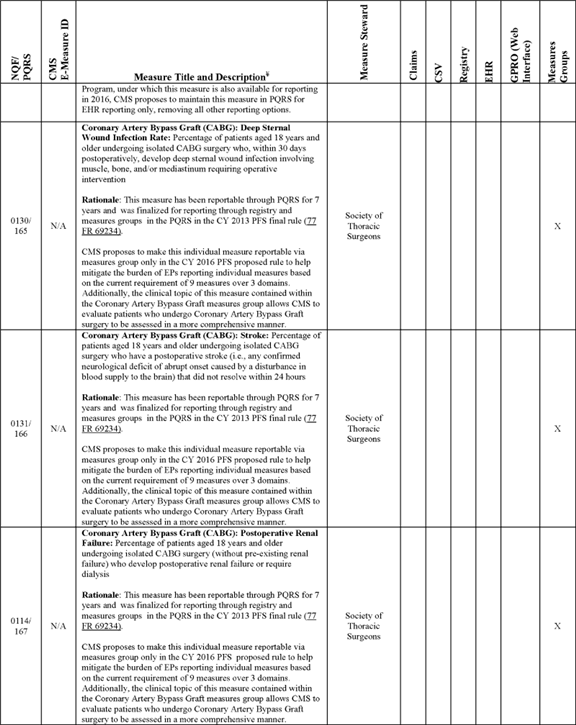 NQF/
PQRS
CMS
E-Measure ID
Measure Title and Description¥
Measure Steward
Claims
CSV
Registry
EHR
GPRO (Web
Interface)
Measures
Groups
Program, under which this measure is also available for reporting
in 2016, CMS proposes to maintain this measure in PQRS for
EHR reporting only, removing all other reporting options.
0130/
165
N/A
Coronary Artery Bypass Graft (CABG): Deep Sternal
Wound Infection Rate: Percentage of patients aged 18 years and
older undergoing isolated CABG surgery who, within 30 days
postoperatively, develop deep sternal wound infection involving
muscle, bone, and/or mediastinum requiring operative
intervention
Rationale: This measure has been reportable through PQRS for 7
years and was finalized for reporting through registry and
measures groups in the PQRS in the CY 2013 PFS final rule (77
FR 69234).
CMS proposes to make this individual measure reportable via
measures group only in the CY 2016 PFS proposed rule to help
mitigate the burden of EPs reporting individual measures based
on the current requirement of 9 measures over 3 domains.
Additionally, the clinical topic of this measure contained within
the Coronary Artery Bypass Graft measures group allows CMS to
evaluate patients who undergo Coronary Artery Bypass Graft
surgery to be assessed in a more comprehensive manner.
Society of
Thoracic
Surgeons
X
0131/
166
N/A
Coronary Artery Bypass Graft (CABG): Stroke: Percentage of
patients aged 18 years and older undergoing isolated CABG
surgery who have a postoperative stroke (i.e., any confirmed
neurological deficit of abrupt onset caused by a disturbance in
blood supply to the brain) that did not resolve within 24 hours
Rationale: This measure has been reportable through PQRS for 7
years and was finalized for reporting through registry and
measures groups in the PQRS in the CY 2013 PFS final rule (77
FR 69234).
CMS proposes to make this individual measure reportable via
measures group only in the CY 2016 PFS proposed rule to help
mitigate the burden of EPs reporting individual measures based
on the current requirement of 9 measures over 3 domains.
Additionally, the clinical topic of this measure contained within
the Coronary Artery Bypass Graft measures group allows CMS to
evaluate patients who undergo Coronary Artery Bypass Graft
surgery to be assessed in a more comprehensive manner.
Society of
Thoracic
Surgeons
X
0114/
167
N/A
Coronary Artery Bypass Graft (CABG): Postoperative Renal
Failure: Percentage of patients aged 18 years and older
undergoing isolated CABG surgery (without pre-existing renal
failure) who develop postoperative renal failure or require
dialysis
Rationale: This measure has been reportable through PQRS for 7
years and was finalized for reporting through registry and
measures groups in the PQRS in the CY 2013 PFS final rule (77
FR 69234).
CMS proposes to make this individual measure reportable via
measures group only in the CY 2016 PFS proposed rule to help
mitigate the burden of EPs reporting individual measures based
on the current requirement of 9 measures over 3 domains.
Additionally, the clinical topic of this measure contained within
the Coronary Artery Bypass Graft measures group allows CMS to
evaluate patients who undergo Coronary Artery Bypass Graft
surgery to be assessed in a more comprehensive manner.
Society of
Thoracic
Surgeons
X